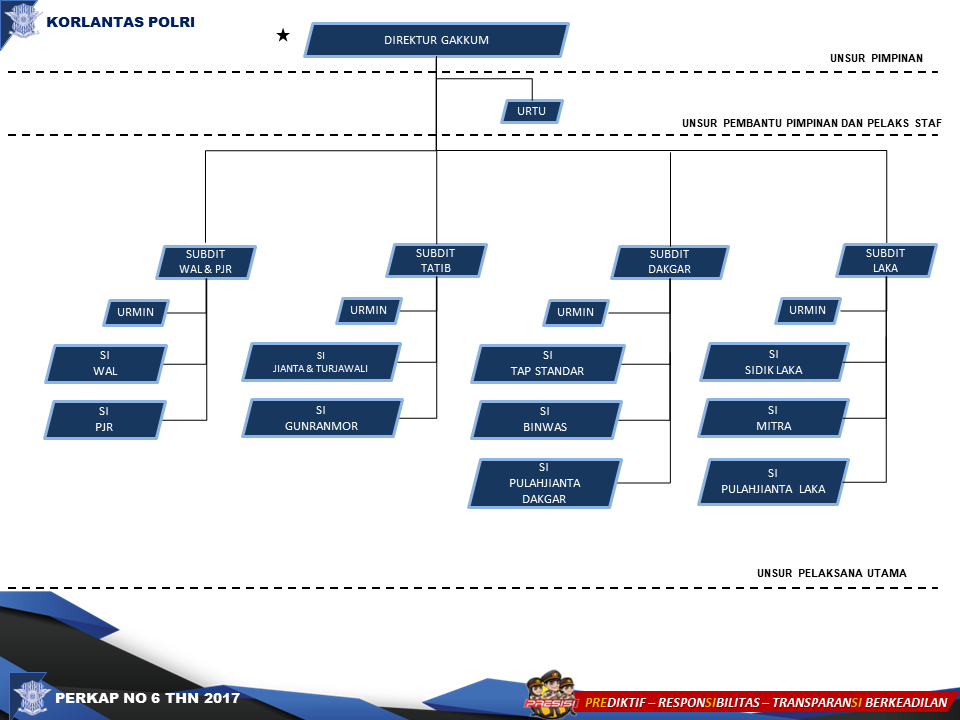 KORLANTAS POLRI
DIREKTUR GAKKUM
UNSUR PIMPINAN
URTU
UNSUR PEMBANTU PIMPINAN DAN PELAKS STAF
SUBDIT
WAL & PJR
URMIN
SI
WAL
SI
PJR
SUBDIT
TATIB
URMIN
SI
JIANTA & TURJAWALI
SI
GUNRANMOR
SUBDIT
DAKGAR
URMIN
SI
TAP STANDAR
SI
BINWAS
SI
PULAHJIANTA
DAKGAR
SUBDIT
LAKA
URMIN
SI
SIDIK LAKA
SI
MITRA
SI
PULAHJIANTA LAKA
UNSUR PELAKSANA UTAMA
PERKAP NO 6 THN 2017
PRESISI
PREDIKTIF – RESPONSIBILITAS – TRANSPARANSI BERKEADILAN